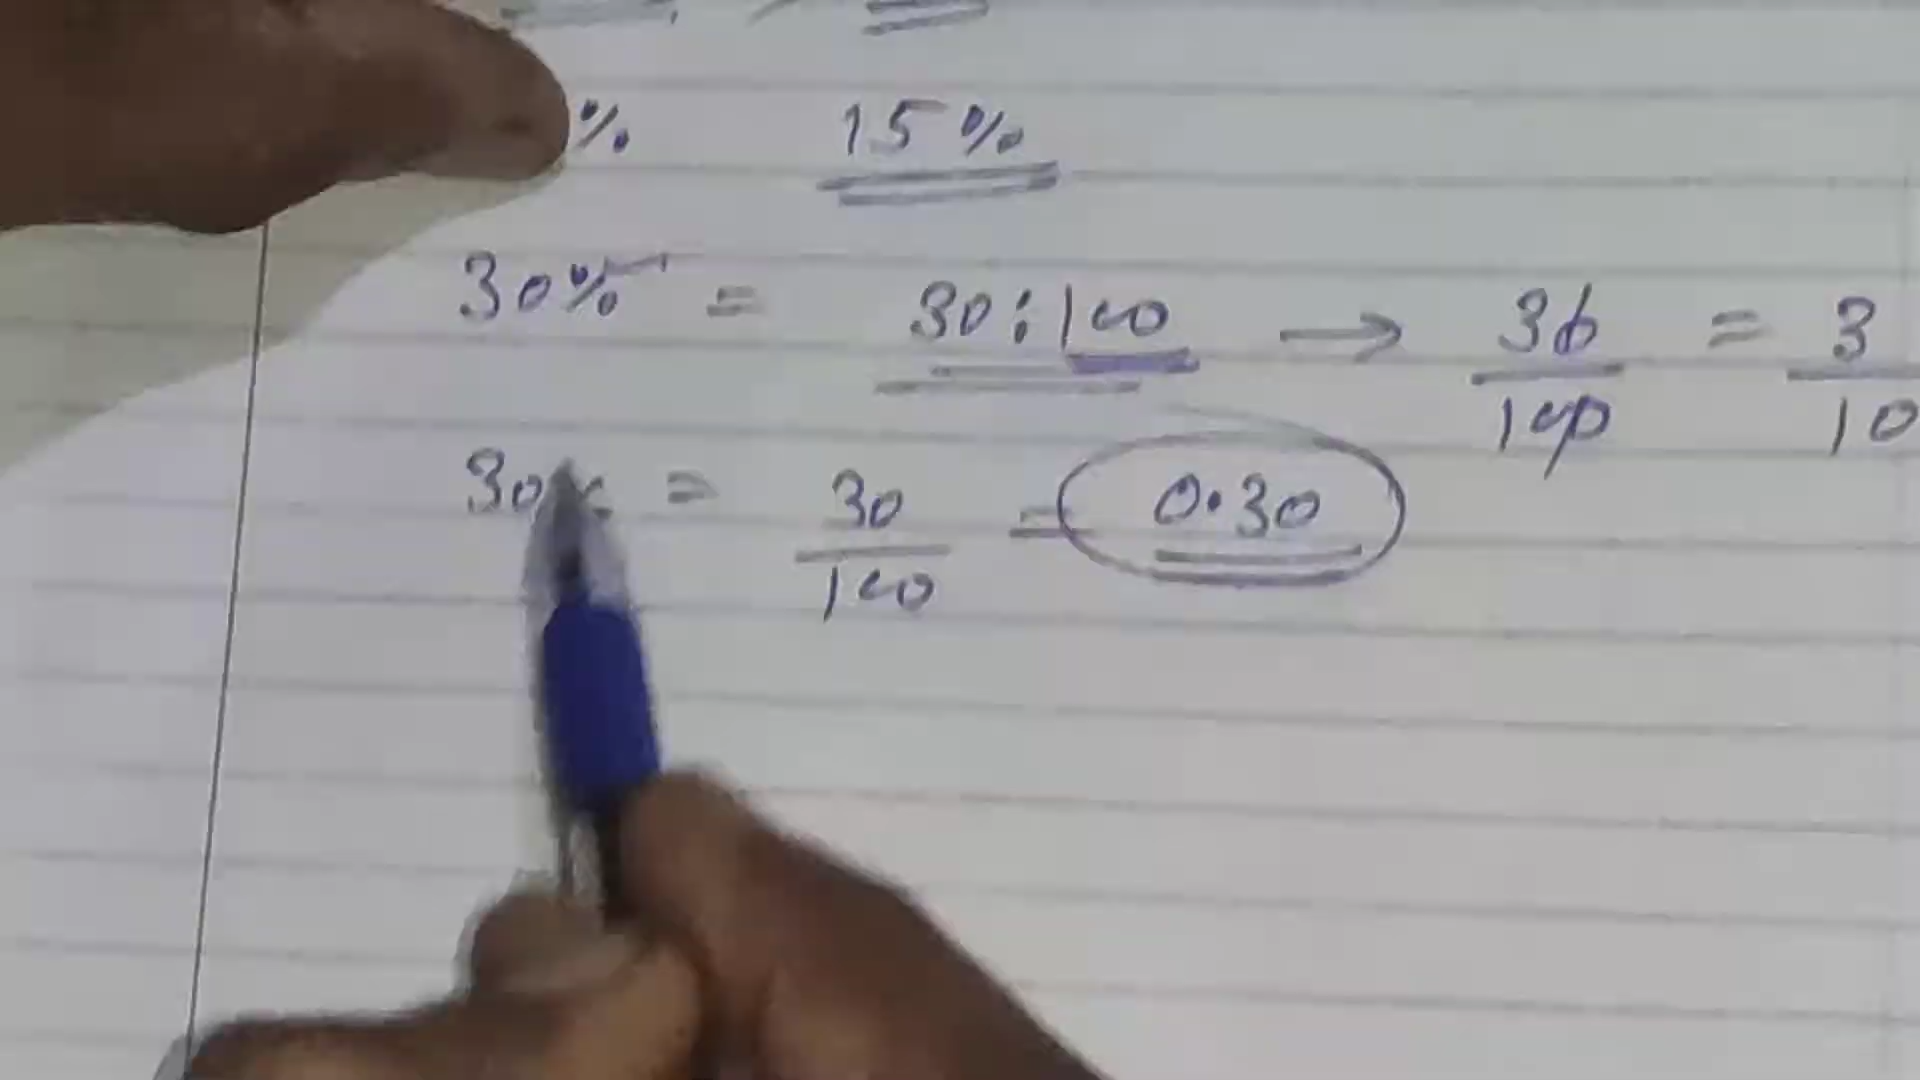 % 15%
30% = 30:100 → 30/100 = 3/10
30% = 30/100 = 0.30